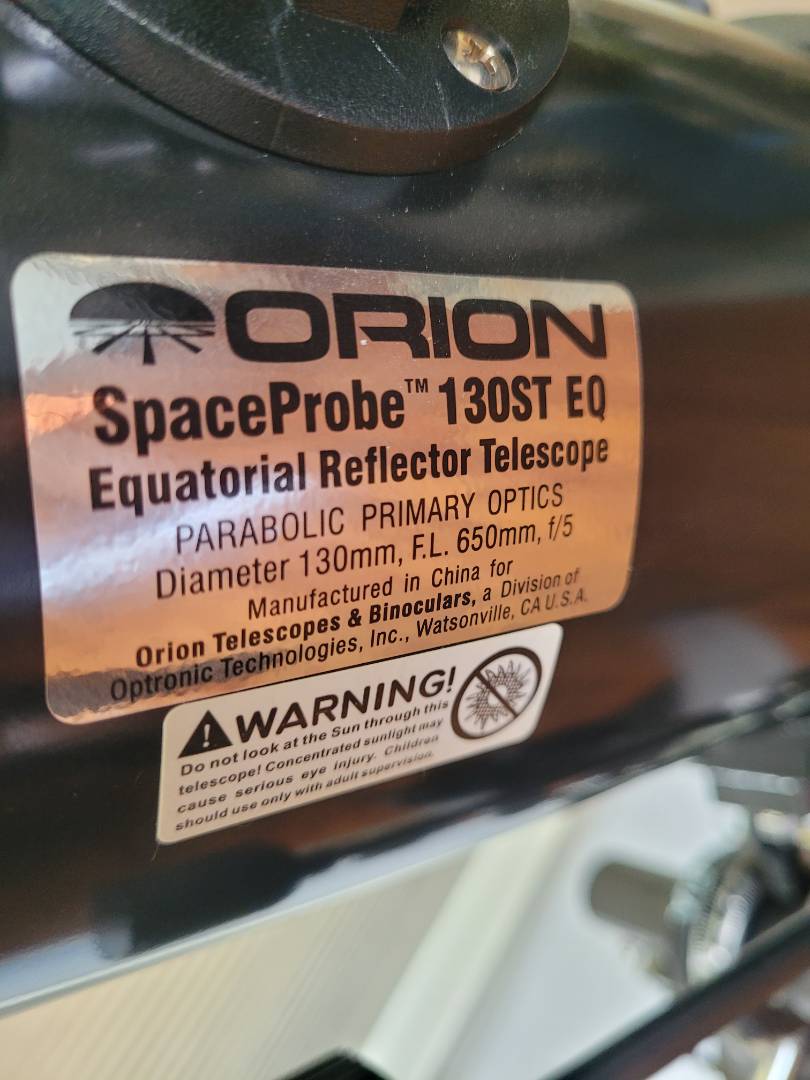 ORION
SpaceProbe™ 130ST EQ
Equatorial Reflector Telescope
PARABOLIC PRIMARY OPTICS
Diameter 130mm, F.L. 650mm, f/5
Manufactured in China for
Orion Telescopes & Binoculars, a Division of
Optronic Technologies, Inc., Watsonville, CA U.S.A.
WARNING!
Do not look at the Sun through this
telescope! Concentrated sunlight may
cause serious eye injury. Children
should use only with adult supervision.